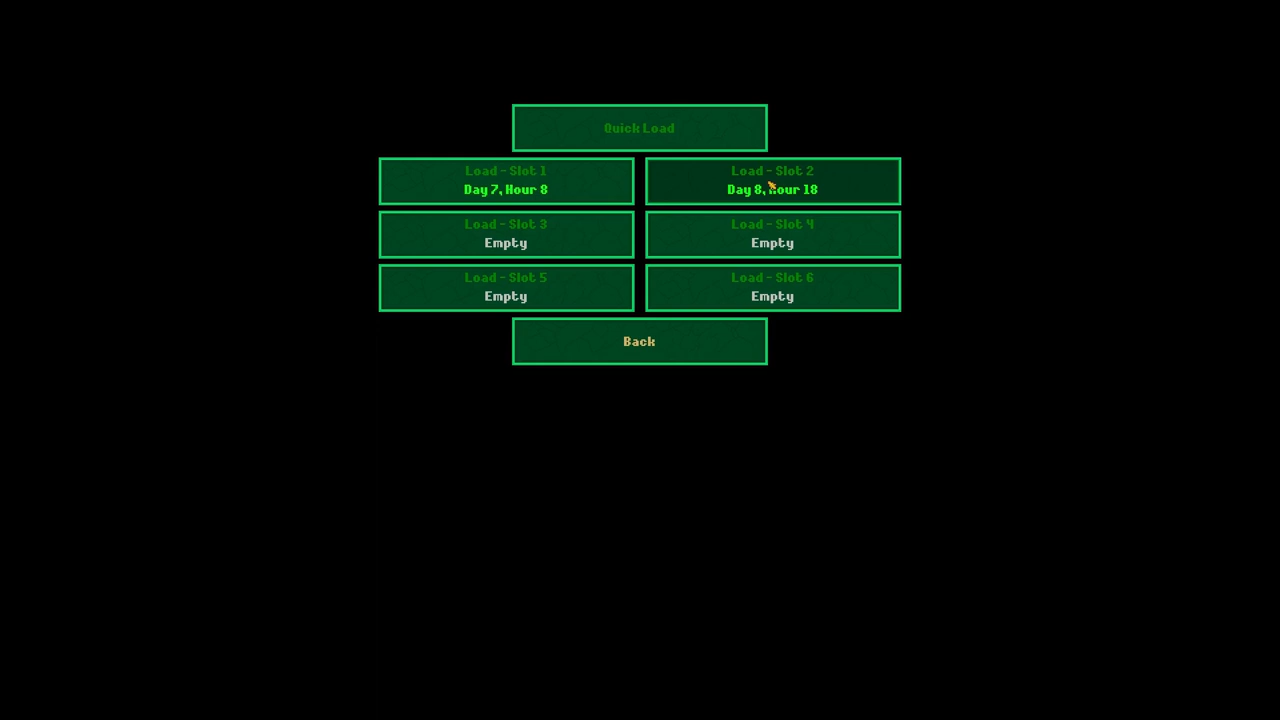 Quick Load
Load - Slot 1
Day 7, Hour 8
Load - Slot 2
Day 8, Hour 18
Load - Slot 3
Empty
Load - Slot 4
Empty
Load - Slot 5
Empty
Load - Slot 6
Empty
Back